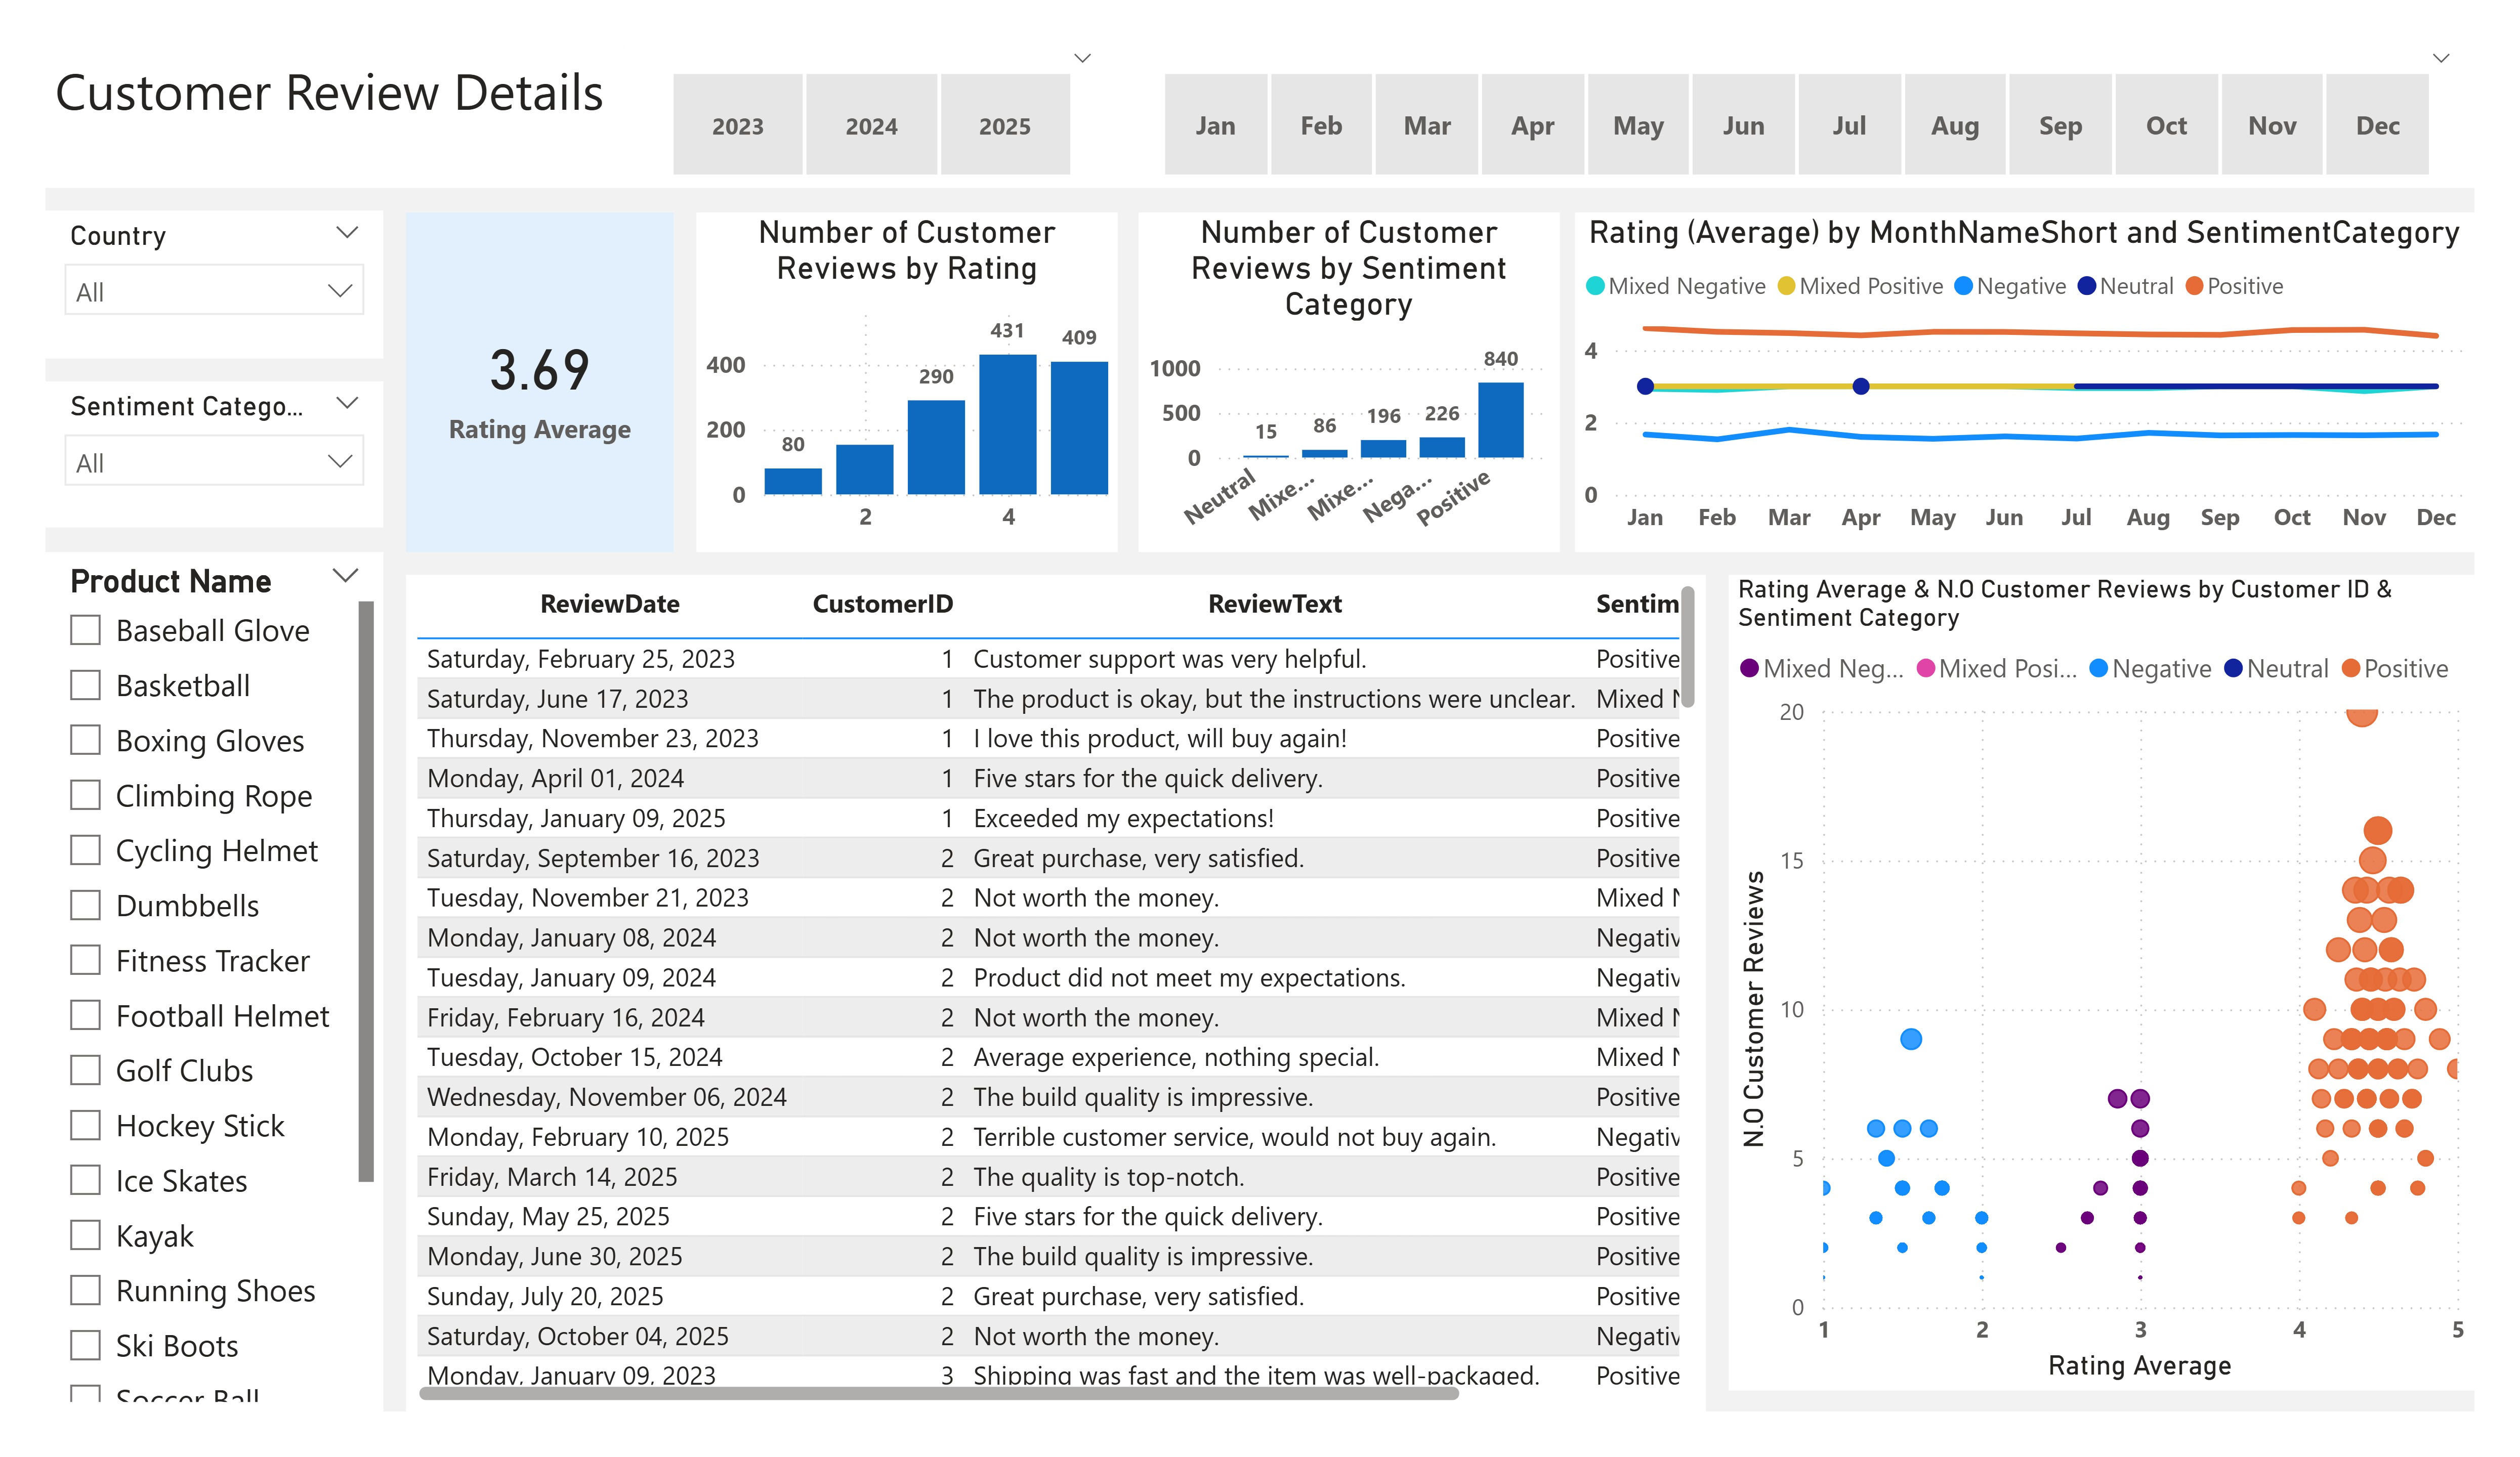 Customer Review Details
2023 2024 2025
Jan Feb Mar Apr May Jun Jul Aug Sep Oct Nov Dec
Country
All
Sentiment Catego...
All
Product Name
Baseball Glove
Basketball
Boxing Gloves
Climbing Rope
Cycling Helmet
Dumbbells
Fitness Tracker
Football Helmet
Golf Clubs
Hockey Stick
Ice Skates
Kayak
Running Shoes
Ski Boots
Soccer Ball
3.69
Rating Average
Number of Customer
Reviews by Rating
431
409
290
80
400
200
0
2 4
Number of Customer
Reviews by Sentiment
Category
840
226
196
86
15
1000
500
0
Neutral Mixe... Mixe... Nega... Positive
Rating (Average) by MonthNameShort and SentimentCategory
Mixed Negative Mixed Positive Negative Neutral Positive
4
2
0
Jan Feb Mar Apr May Jun Jul Aug Sep Oct Nov Dec
ReviewDate CustomerID ReviewText Sentim
Saturday, February 25, 2023 1 Customer support was very helpful. Positive
Saturday, June 17, 2023 1 The product is okay, but the instructions were unclear. Mixed N
Thursday, November 23, 2023 1 I love this product, will buy again! Positive
Monday, April 01, 2024 1 Five stars for the quick delivery. Positive
Thursday, January 09, 2025 1 Exceeded my expectations! Positive
Saturday, September 16, 2023 2 Great purchase, very satisfied. Positive
Tuesday, November 21, 2023 2 Not worth the money. Mixed N
Monday, January 08, 2024 2 Not worth the money. Negativ
Tuesday, January 09, 2024 2 Product did not meet my expectations. Negativ
Friday, February 16, 2024 2 Not worth the money. Mixed N
Tuesday, October 15, 2024 2 Average experience, nothing special. Mixed N
Wednesday, November 06, 2024 2 The build quality is impressive. Positive
Monday, February 10, 2025 2 Terrible customer service, would not buy again. Negativ
Friday, March 14, 2025 2 The quality is top-notch. Positive
Sunday, May 25, 2025 2 Five stars for the quick delivery. Positive
Monday, June 30, 2025 2 The build quality is impressive. Positive
Sunday, July 20, 2025 2 Great purchase, very satisfied. Positive
Saturday, October 04, 2025 2 Not worth the money. Negativ
Monday, January 09, 2023 3 Shipping was fast and the item was well-packaged. Positive
Rating Average & N.O Customer Reviews by Customer ID &
Sentiment Category
Mixed Neg... Mixed Posi... Negative Neutral Positive
N.O Customer Reviews
20
15
10
5
0
1 2 3 4 5
Rating Average